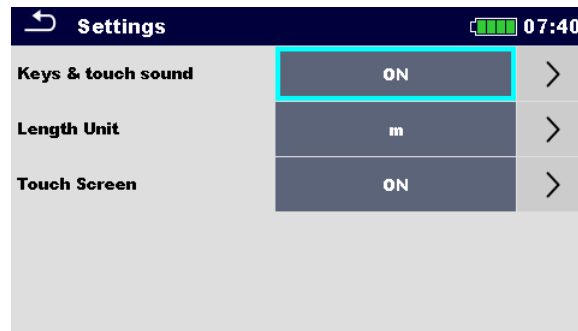 Settings 07:40
Keys & touch sound ON
Length Unit m
Touch Screen ON